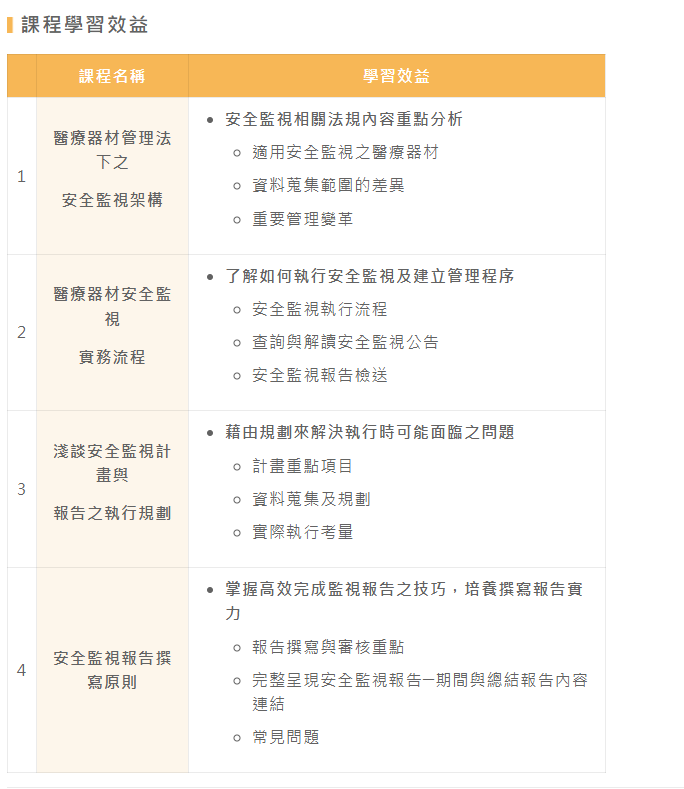 課程學習效益
課程名稱 學習效益
1
醫療器材管理法
下之
安全監視架構
安全監視相關法規內容重點分析
適用安全監視之醫療器材
資料蒐集範圍的差異
重要管理變革
2
醫療器材安全監
視
實務流程
了解如何執行安全監視及建立管理程序
安全監視執行流程
查詢與解讀安全監視公告
安全監視報告檢送
3
淺談安全監視計
畫與
報告之執行規劃
藉由規劃來解決執行時可能面臨之問題
計畫重點項目
資料蒐集及規劃
實際執行考量
4
安全監視報告撰
寫原則
掌握高效完成監視報告之技巧，培養撰寫報告實
力
報告撰寫與審核重點
完整呈現安全監視報告─期間與總結報告內容
連結
常見問題